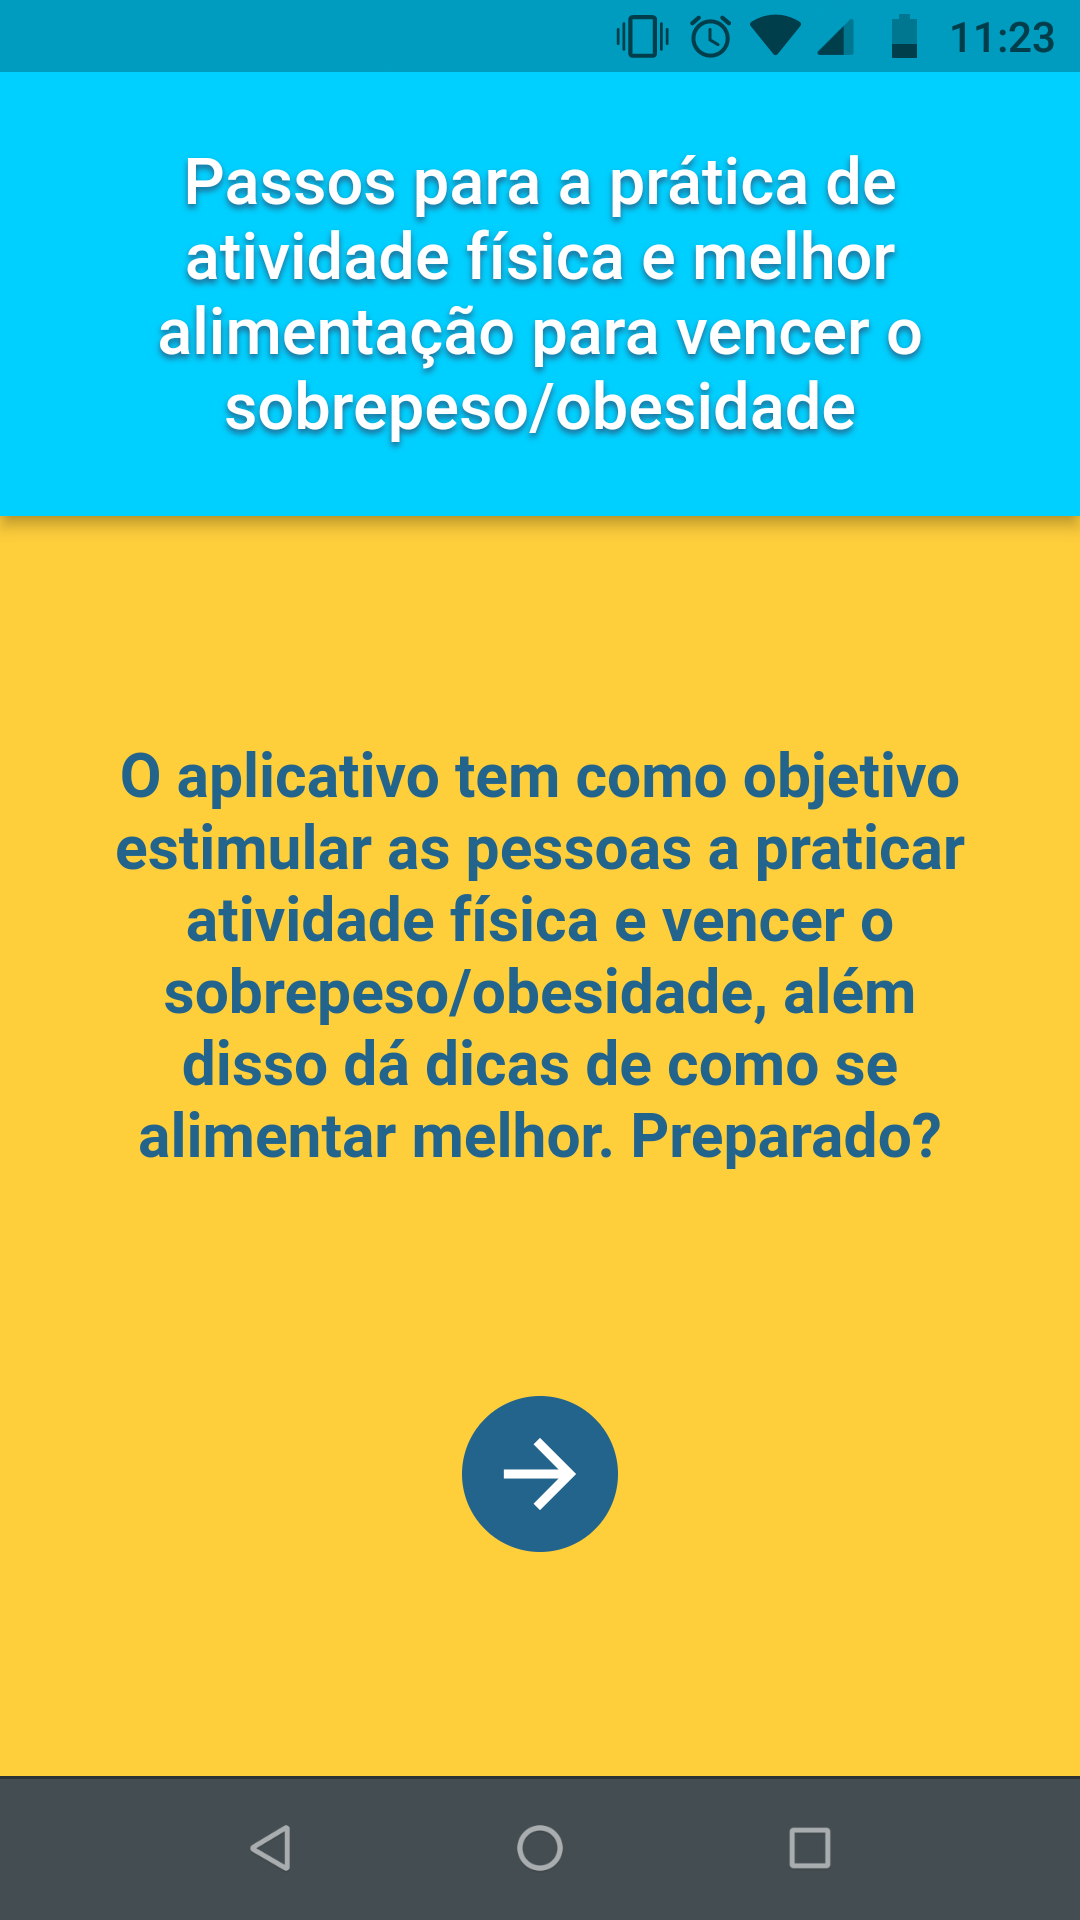 11:23
Passos para a prática de
atividade física e melhor
alimentação para vencer o
sobrepeso/obesidade
O aplicativo tem como objetivo
estimular as pessoas a praticar
atividade física e vencer o
sobrepeso/obesidade, além
disso dá dicas de como se
alimentar melhor. Preparado?